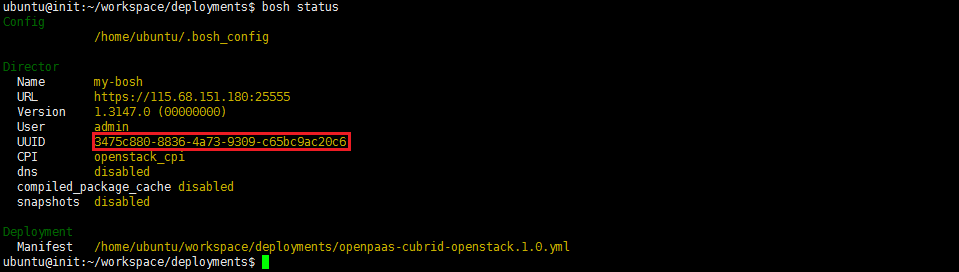 ubuntu@init:~/workspace/deployments$ bosh status
Config
/home/ubuntu/.bosh_config
Director
Name my-bosh
URL https://115.68.151.180:25555
Version 1.3147.0 (00000000)
User admin
UUID 3475c880-8836-4a73-9309-c65bc9ac20c6
CPI openstack_cpi
dns disabled
compiled_package_cache disabled
snapshots disabled
Deployment
Manifest /home/ubuntu/workspace/deployments/openpaas-cubrid-openstack.1.0.yml
ubuntu@init:~/workspace/deployments$